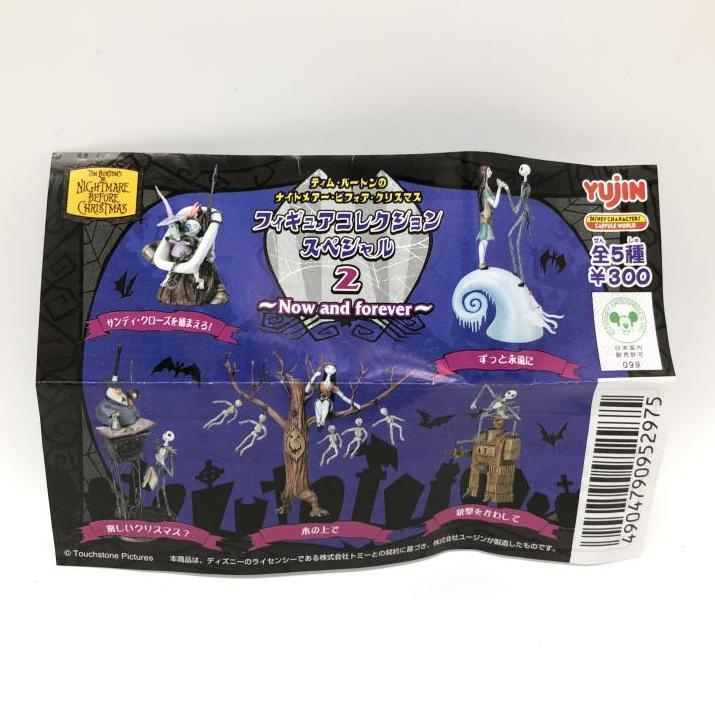 TIM BURTON'S
THE
NIGHTMARE
BEFORE
CHRISTMAS
ティム・バートンの
ナイトメアー・ビフォア・クリスマス
フィギュアコレクション
スペシャル
2
～Now and forever～
YUJIN
DISNEY CHARACTERS
CAPSULE WORLD
ぜん しゅ
全5種
¥300
日本国内
販売許可
099
サンディ・クローズを捕まえろ!
ずっと永遠に
楽しいクリスマス?
木の上で
銃撃をかわして
4904790952975
© Touchstone Pictures
本商品は、ディズニーのライセンシーである株式会社トミーとの契約に基づき、株式会社ユージンが製造したものです。